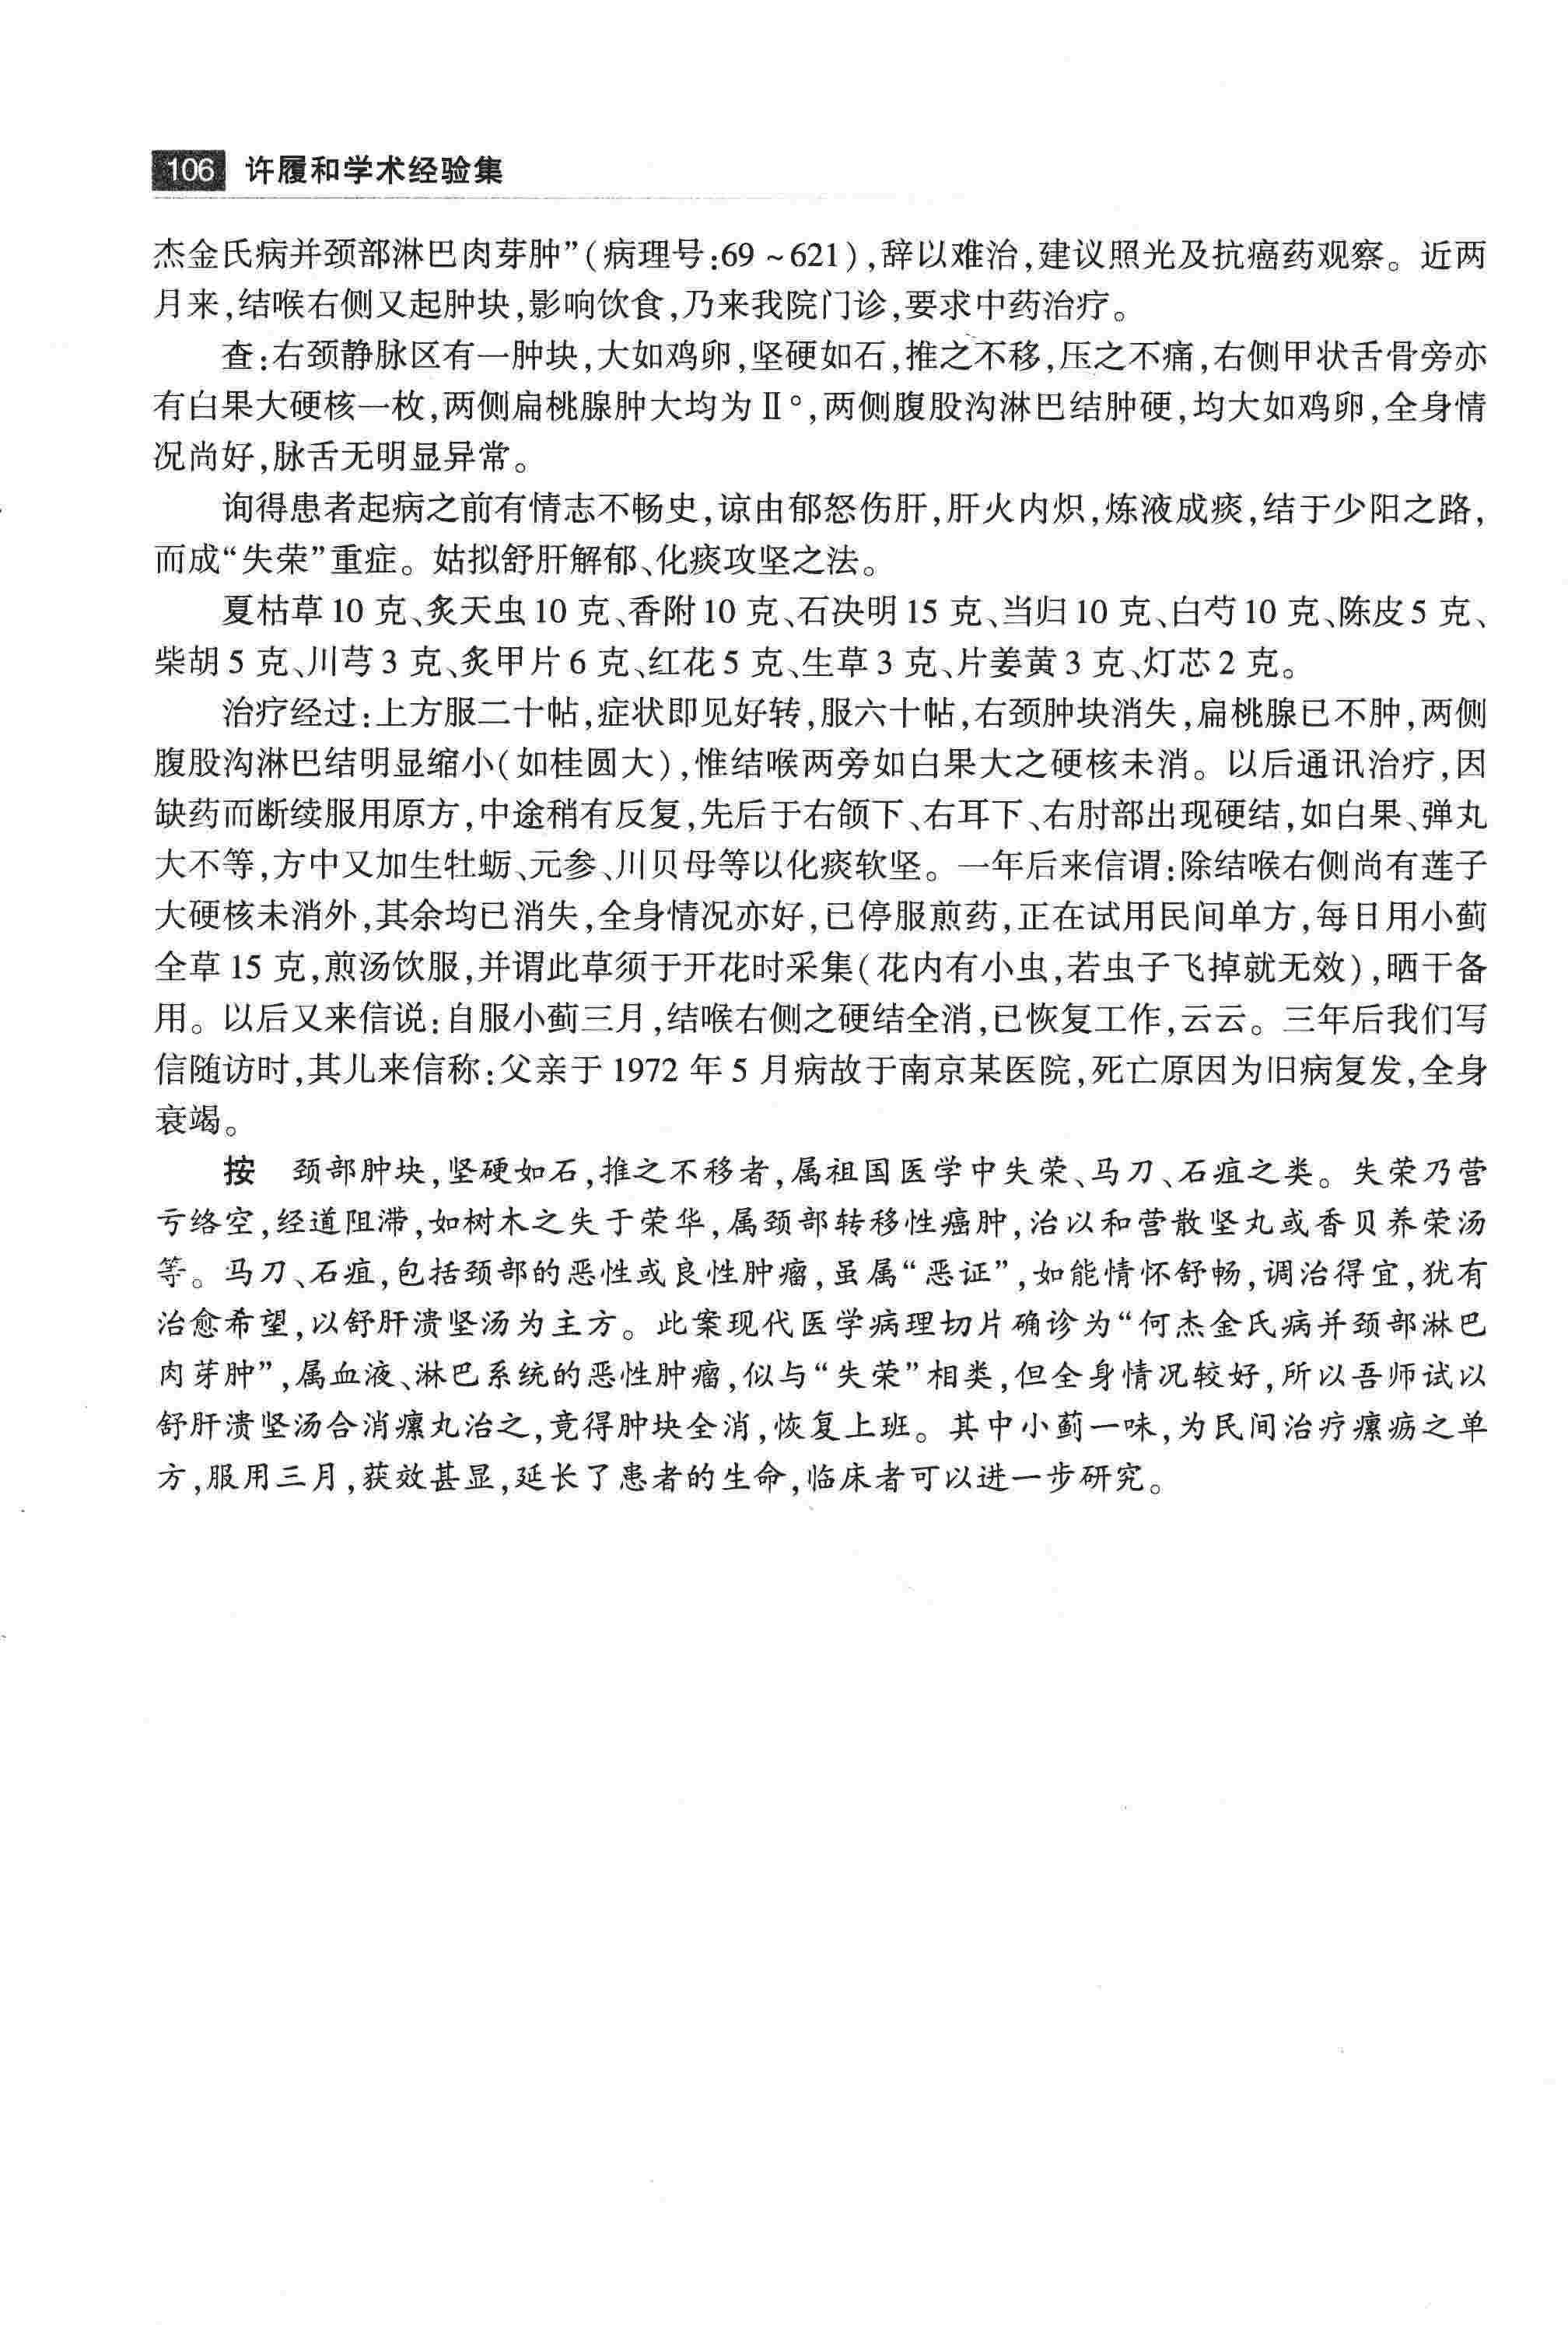 106 许履和学术经验集
杰金氏病并颈部淋巴肉芽肿”(病理号:69~621),辞以难治,建议照光及抗癌药观察。近两
月来,结喉右侧又起肿块,影响饮食,乃来我院门诊,要求中药治疗。
查:右颈静脉区有一肿块,大如鸡卵,坚硬如石,推之不移,压之不痛,右侧甲状舌骨旁亦
有白果大硬核一枚,两侧扁桃腺肿大均为Ⅱ°,两侧腹股沟淋巴结肿硬,均大如鸡卵,全身情
况尚好,脉舌无明显异常。
询得患者起病之前有情志不畅史,谅由郁怒伤肝,肝火内炽,炼液成痰,结于少阳之路,
而成“失荣”重症。姑拟舒肝解郁、化痰攻坚之法。
夏枯草10克、炙天虫10克、香附10克、石决明15克、当归10克、白芍10克、陈皮5克、
柴胡5克、川芎3克、炙甲片6克、红花5克、生草3克、片姜黄3克、灯芯2克。
治疗经过:上方服二十帖,症状即见好转,服六十帖,右颈肿块消失,扁桃腺已不肿,两侧
腹股沟淋巴结明显缩小(如桂圆大),惟结喉两旁如白果大之硬核未消。以后通讯治疗,因
缺药而断续服用原方,中途稍有反复,先后于右颌下、右耳下、右肘部出现硬结,如白果、弹丸
大不等,方中又加生牡蛎、元参、川贝母等以化痰软坚。一年后来信谓:除结喉右侧尚有莲子
大硬核未消外,其余均已消失,全身情况亦好,已停服煎药,正在试用民间单方,每日用小蓟
全草15克,煎汤饮服,并谓此草须于开花时采集(花内有小虫,若虫子飞掉就无效),晒干备
用。以后又来信说:自服小蓟三月,结喉右侧之硬结全消,已恢复工作,云云。三年后我们写
信随访时,其儿来信称:父亲于1972年5月病故于南京某医院,死亡原因为旧病复发,全身
衰竭。
按 颈部肿块,坚硬如石,推之不移者,属祖国医学中失荣、马刀、石疽之类。失荣乃营
亏络空,经道阻滞,如树木之失于荣华,属颈部转移性癌肿,治以和营散坚丸或香贝养荣汤
等。马刀、石疽,包括颈部的恶性或良性肿瘤,虽属“恶证”,如能情怀舒畅,调治得宜,犹有
治愈希望,以舒肝溃坚汤为主方。此案现代医学病理切片确诊为“何杰金氏病并颈部淋巴
肉芽肿”,属血液、淋巴系统的恶性肿瘤,似与“失荣”相类,但全身情况较好,所以吾师试以
舒肝溃坚汤合消瘰丸治之,竟得肿块全消,恢复上班。其中小蓟一味,为民间治疗瘰疬之单
方,服用三月,获效甚显,延长了患者的生命,临床者可以进一步研究。